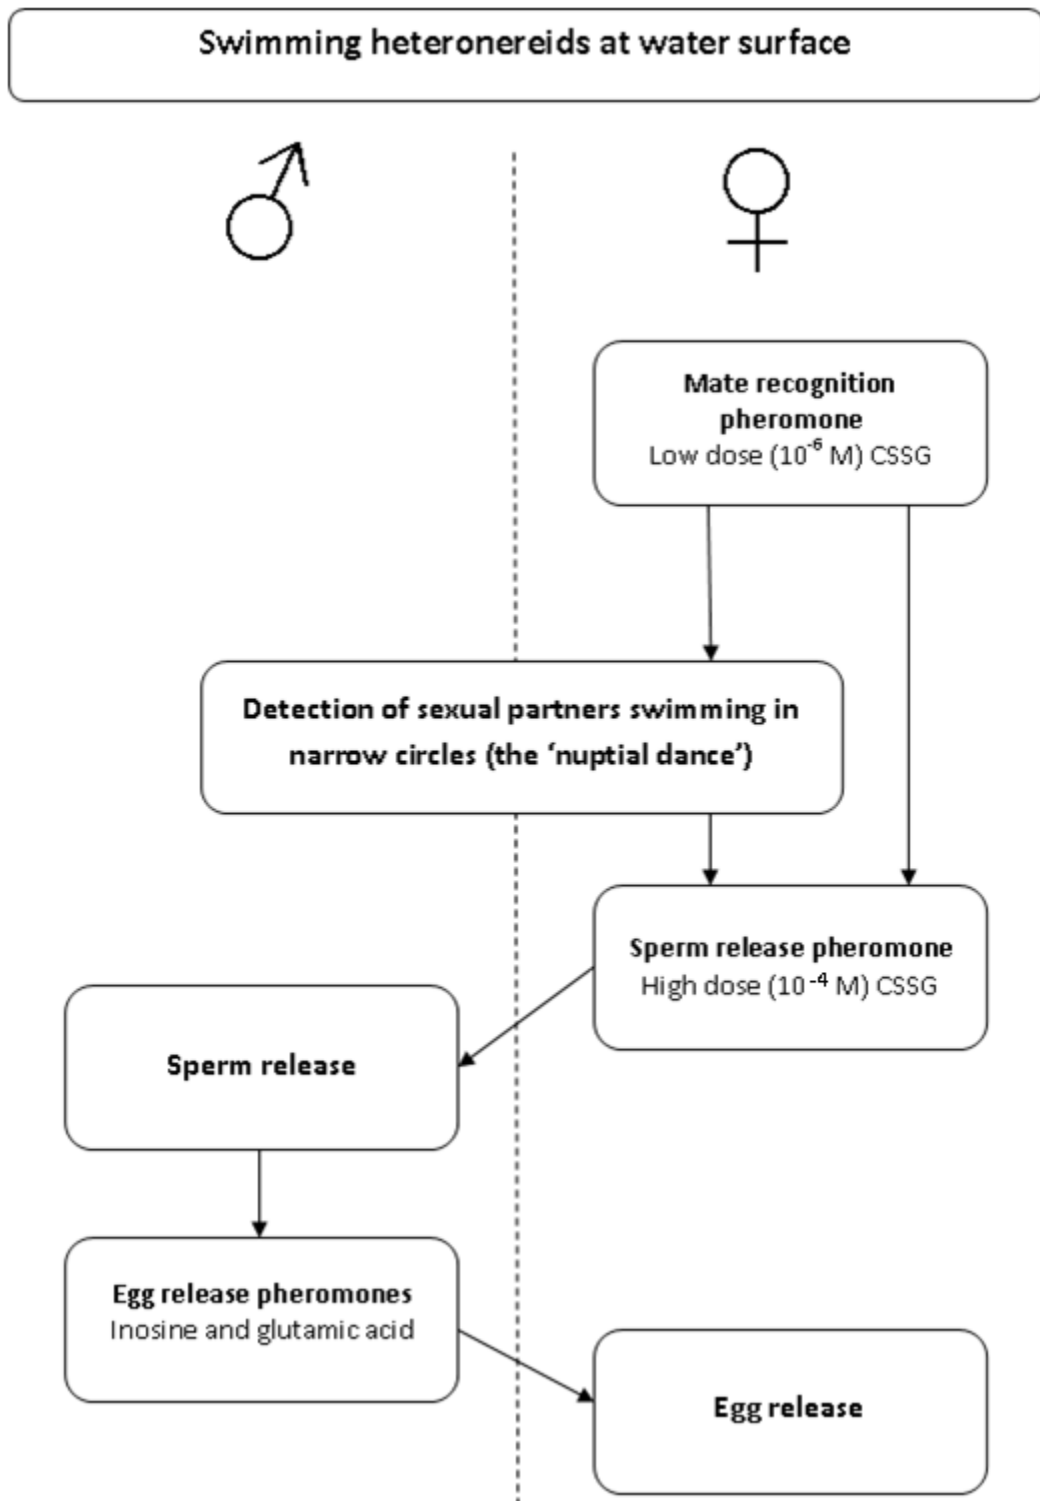 Swimming heteronereids at water surface
Mate recognition
pheromone
Low dose (10⁻⁶ M) CSSG
Detection of sexual partners swimming in
narrow circles (the ‘nuptial dance’)
Sperm release pheromone
High dose (10⁻⁴ M) CSSG
Sperm release
Egg release pheromones
Inosine and glutamic acid
Egg release